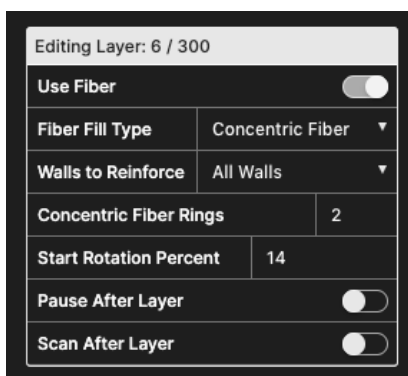 Editing Layer: 6 / 300
Use Fiber
Fiber Fill Type Concentric Fiber
Walls to Reinforce All Walls
Concentric Fiber Rings 2
Start Rotation Percent 14
Pause After Layer
Scan After Layer